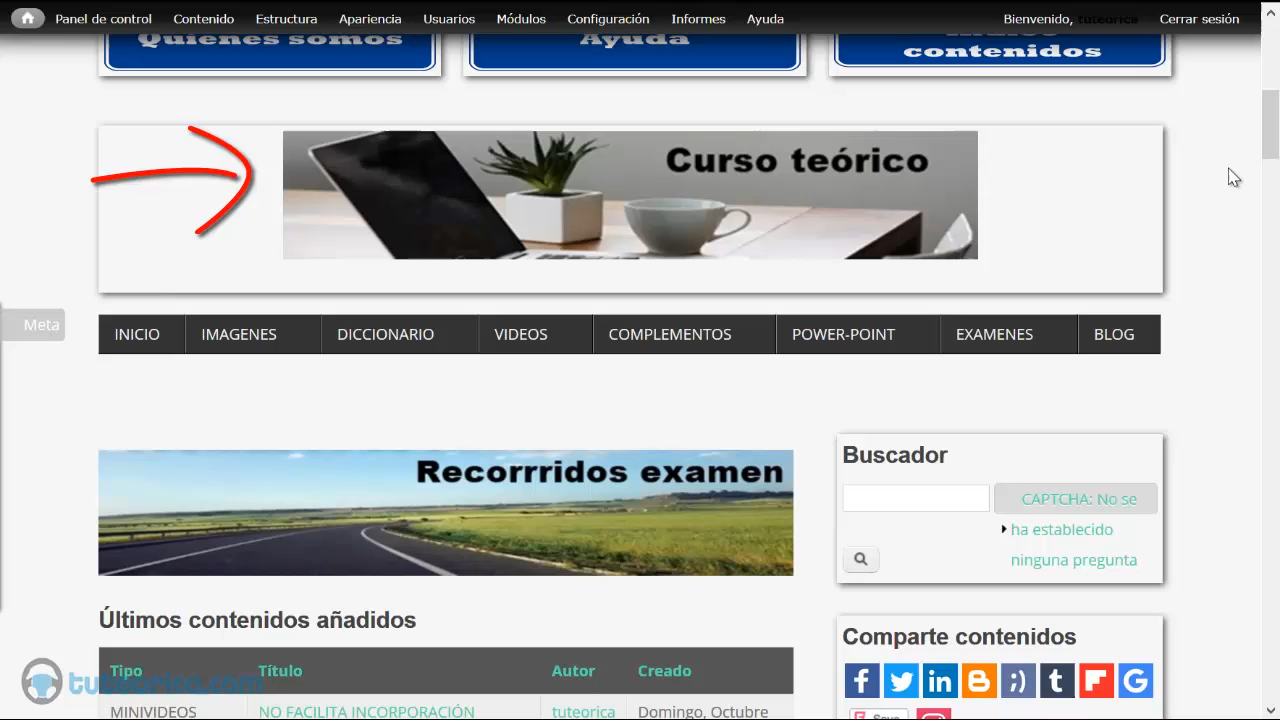 Panel de control Contenido Estructura Apariencia Usuarios Módulos Configuración Informes Ayuda Bienvenido, tuteorica Cerrar sesión
Quienes somos
Ayuda
contenidos
Curso teórico
Meta
INICIO IMAGENES DICCIONARIO VIDEOS COMPLEMENTOS POWER-POINT EXAMENES BLOG
Recorrridos examen
Buscador
CAPTCHA: No se
ha establecido
ninguna pregunta
Últimos contenidos añadidos
Comparte contenidos
Tipo Título Autor Creado
tuteorica.com
MINIVIDEOS NO FACILITA INCORPORACIÓN tuteorica Domingo, Octubre
Save